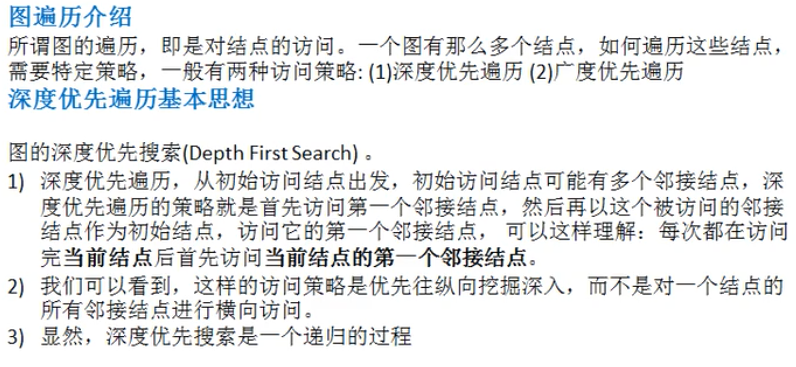 图遍历介绍
所谓图的遍历，即是对结点的访问。一个图有那么多个结点，如何遍历这些结点，
需要特定策略，一般有两种访问策略: (1)深度优先遍历 (2)广度优先遍历
深度优先遍历基本思想
图的深度优先搜索(Depth First Search) 。
1) 深度优先遍历，从初始访问结点出发，初始访问结点可能有多个邻接结点，深
度优先遍历的策略就是首先访问第一个邻接结点，然后再以这个被访问的邻接
结点作为初始结点，访问它的第一个邻接结点， 可以这样理解：每次都在访问
完当前结点后首先访问当前结点的第一个邻接结点。
2) 我们可以看到，这样的访问策略是优先往纵向挖掘深入，而不是对一个结点的
所有邻接结点进行横向访问。
3) 显然，深度优先搜索是一个递归的过程